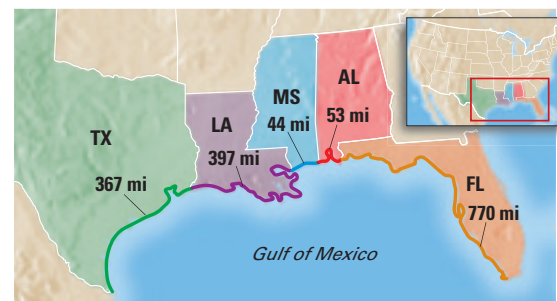 TX
367 mi
LA
397 mi
MS
44 mi
AL
53 mi
FL
770 mi
Gulf of Mexico